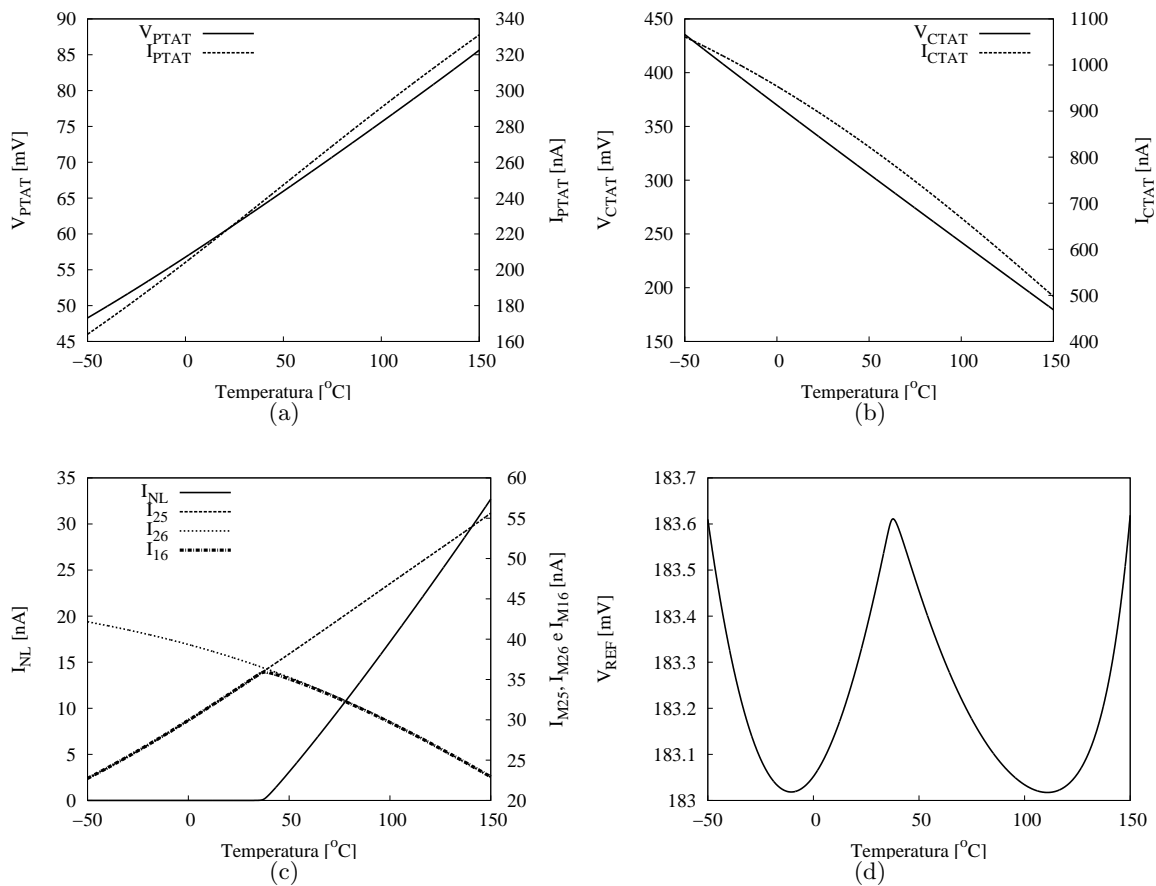 90
85
80
75
70
65
60
55
50
45
V_PTAT [mV]
340
320
300
280
260
240
220
200
180
160
I_PTAT [nA]
V_PTAT
I_PTAT
−50 0 50 100 150
Temperatura [°C]
(a)
450
400
350
300
250
200
150
V_CTAT [mV]
1100
1000
900
800
700
600
500
400
I_CTAT [nA]
V_CTAT
I_CTAT
−50 0 50 100 150
Temperatura [°C]
(b)
35
30
25
20
15
10
5
0
I_NL [nA]
60
55
50
45
40
35
30
25
20
I_M25, I_M26 e I_M16 [nA]
I_NL
I_25
I_26
I_16
−50 0 50 100 150
Temperatura [°C]
(c)
183.7
183.6
183.5
183.4
183.3
183.2
183.1
183
V_REF [mV]
−50 0 50 100 150
Temperatura [°C]
(d)